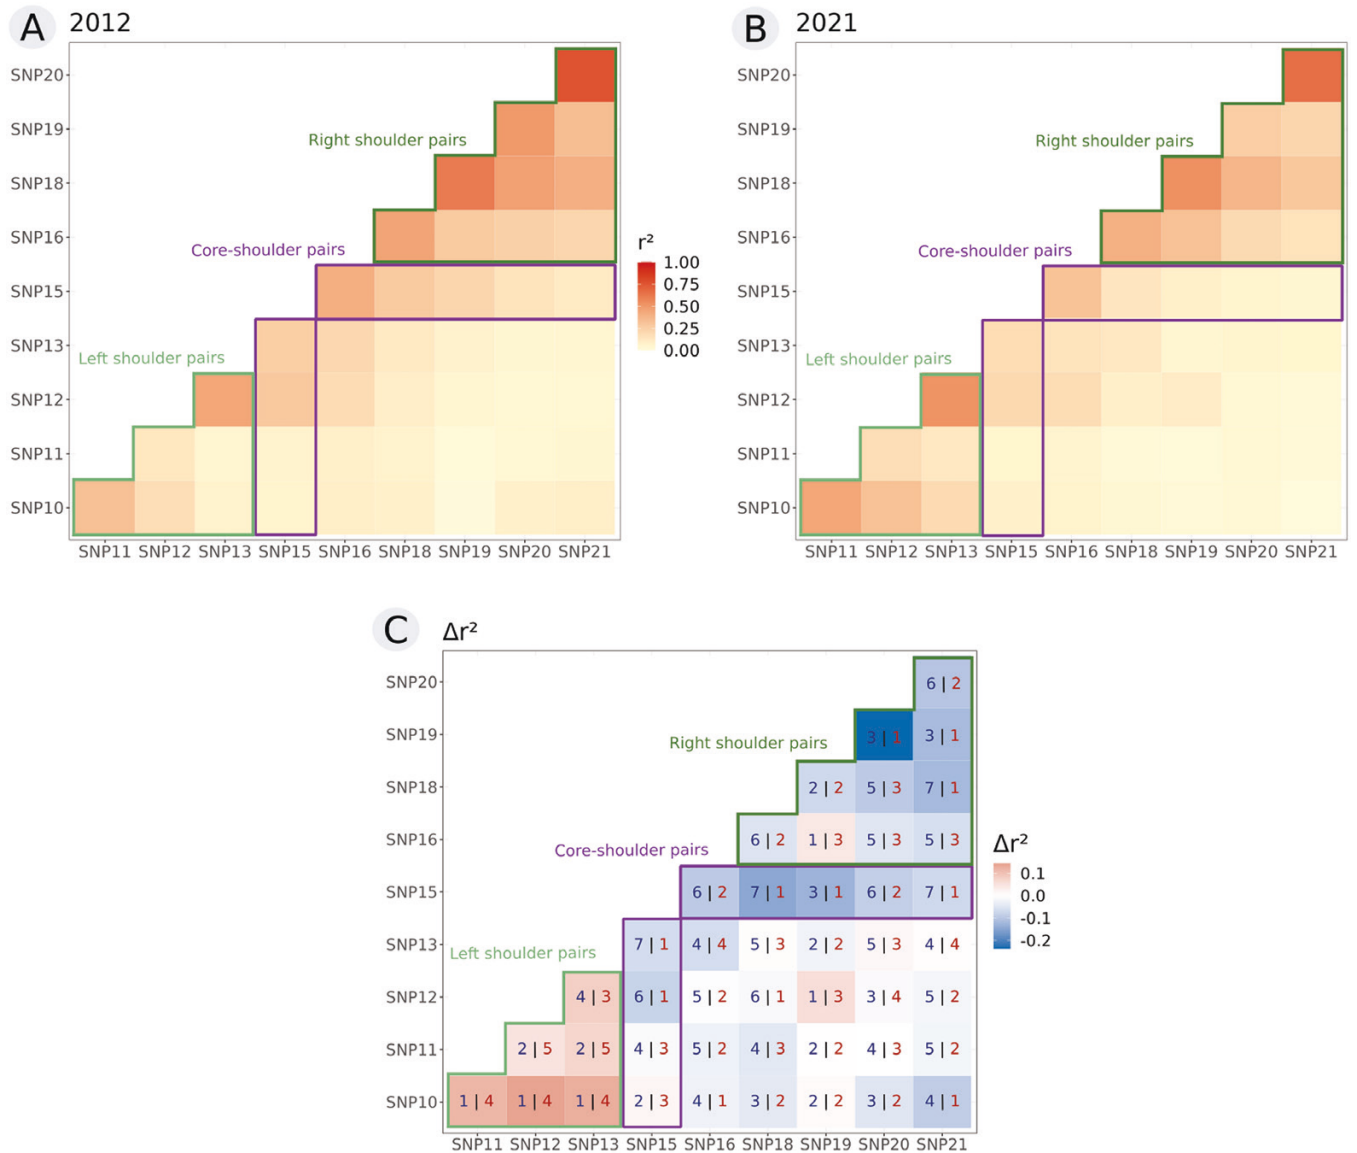 A 2012
SNP20
SNP19
Right shoulder pairs
SNP18
SNP16
Core-shoulder pairs
SNP15
SNP13
Left shoulder pairs
SNP12
SNP11
SNP10
SNP11 SNP12 SNP13 SNP15 SNP16 SNP18 SNP19 SNP20 SNP21
r²
1.00
0.75
0.50
0.25
0.00
B 2021
SNP20
SNP19
Right shoulder pairs
SNP18
SNP16
Core-shoulder pairs
SNP15
SNP13
Left shoulder pairs
SNP12
SNP11
SNP10
SNP11 SNP12 SNP13 SNP15 SNP16 SNP18 SNP19 SNP20 SNP21
C Δr²
SNP20 6|2
SNP19 3|1 3|1
Right shoulder pairs
SNP18 2|2 5|3 7|1
SNP16 6|2 1|3 5|3 5|3
Core-shoulder pairs
SNP15 6|2 7|1 3|1 6|2 7|1
SNP13 7|1 4|4 5|3 2|2 5|3 4|4
Left shoulder pairs
SNP12 4|3 6|1 5|2 6|1 1|3 3|4 5|2
SNP11 2|5 2|5 4|3 5|2 4|3 2|2 4|3 5|2
SNP10 1|4 1|4 1|4 2|3 4|1 3|2 2|2 3|2 4|1
SNP11 SNP12 SNP13 SNP15 SNP16 SNP18 SNP19 SNP20 SNP21
Δr²
0.1
0.0
-0.1
-0.2